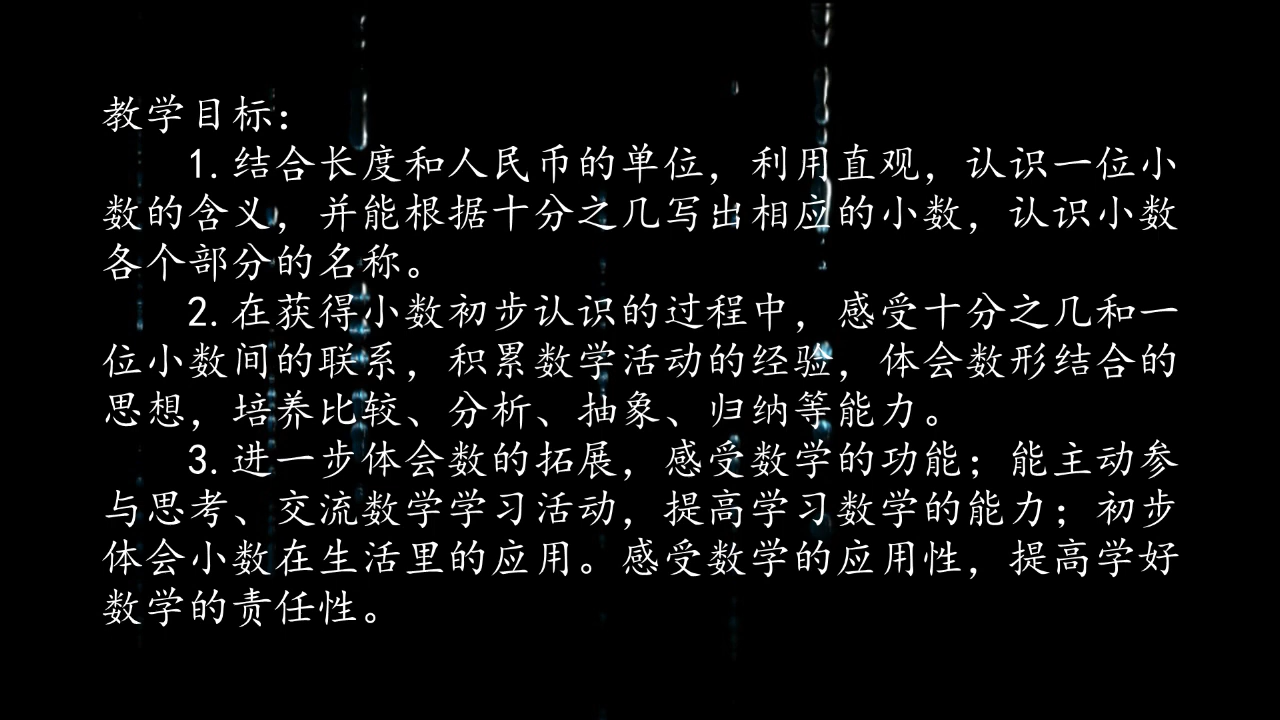 教学目标：
1.结合长度和人民币的单位，利用直观，认识一位小
数的含义，并能根据十分之几写出相应的小数，认识小数
各个部分的名称。
2.在获得小数初步认识的过程中，感受十分之几和一
位小数间的联系，积累数学活动的经验，体会数形结合的
思想，培养比较、分析、抽象、归纳等能力。
3.进一步体会数的拓展，感受数学的功能；能主动参
与思考、交流数学学习活动，提高学习数学的能力；初步
体会小数在生活里的应用。感受数学的应用性，提高学好
数学的责任性。